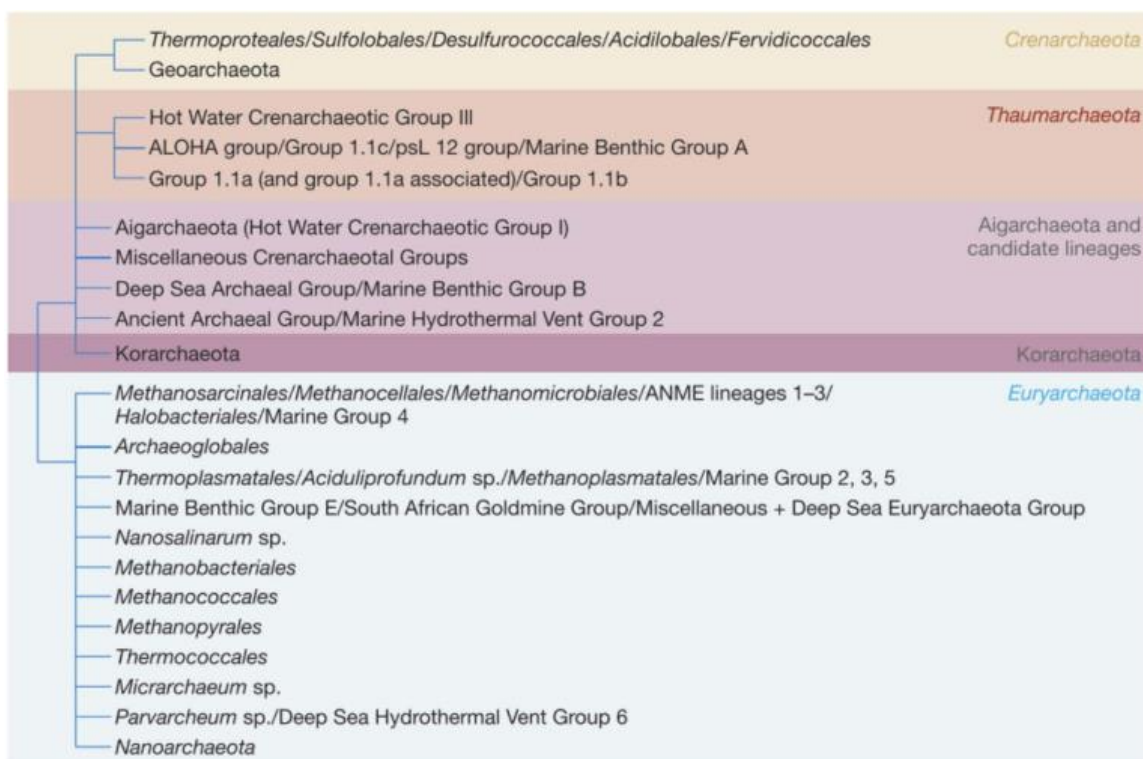 Thermoproteales/Sulfolobales/Desulfurococcales/Acidilobales/Fervidicoccales
Crenarchaeota
Geoarchaeota
Hot Water Crenarchaeotic Group III
Thaumarchaeota
ALOHA group/Group 1.1c/psL 12 group/Marine Benthic Group A
Group 1.1a (and group 1.1a associated)/Group 1.1b
Aigarchaeota (Hot Water Crenarchaeotic Group I)
Aigarchaeota and
candidate lineages
Miscellaneous Crenarchaeotal Groups
Deep Sea Archaeal Group/Marine Benthic Group B
Ancient Archaeal Group/Marine Hydrothermal Vent Group 2
Korarchaeota
Korarchaeota
Methanosarcinales/Methanocellales/Methanomicrobiales/ANME lineages 1–3/
Halobacteriales/Marine Group 4
Euryarchaeota
Archaeoglobales
Thermoplasmatales/Aciduliprofundum sp./Methanoplasmatales/Marine Group 2, 3, 5
Marine Benthic Group E/South African Goldmine Group/Miscellaneous + Deep Sea Euryarchaeota Group
Nanosalinarum sp.
Methanobacteriales
Methanococcales
Methanopyrales
Thermococcales
Micrarchaeum sp.
Parvarcheum sp./Deep Sea Hydrothermal Vent Group 6
Nanoarchaeota